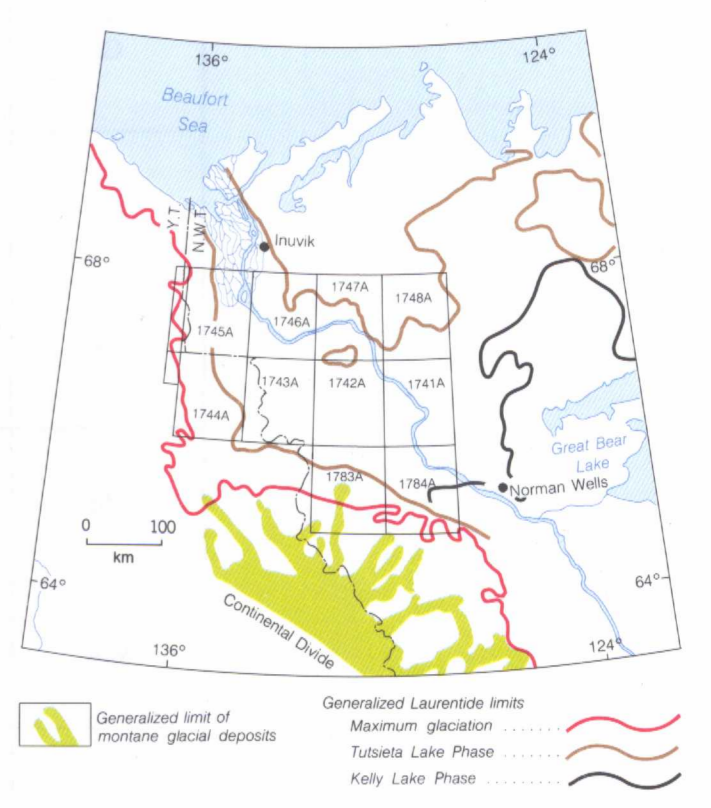 136°
124°
Beaufort
Sea
Y.T.
N.W.T.
Inuvik
68°
68°
1747A
1748A
1745A
1746A
1743A
1742A
1741A
1744A
Great Bear
Lake
1783A
1784A
Norman Wells
0 100
km
64°
64°
Continental Divide
136°
124°
Generalized limit of
montane glacial deposits
Generalized Laurentide limits
Maximum glaciation .......
Tutsieta Lake Phase .......
Kelly Lake Phase .........